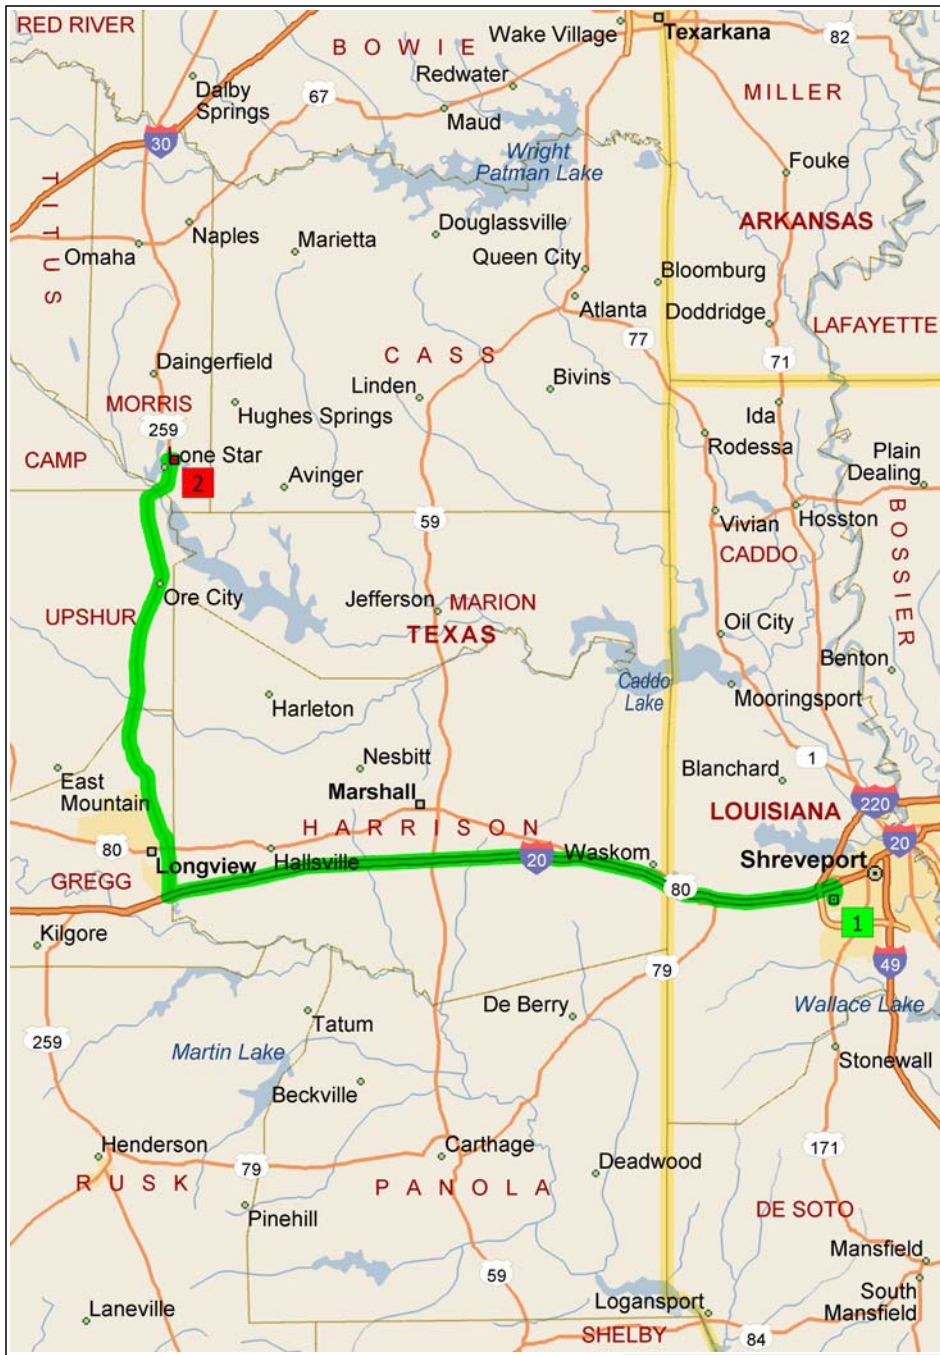 RED RIVER
BOWIE
Wake Village
Texarkana
82
Redwater
Dalby
Springs
67
Maud
MILLER
30
Wright
Patman Lake
Fouke
TITUS
Naples
Omaha
Marietta
Douglassville
ARKANSAS
Queen City
Bloomburg
Atlanta
Doddridge
LAFAYETTE
77
71
CASS
Daingerfield
Linden
Bivins
MORRIS
Hughes Springs
Ida
259
Rodessa
CAMP
Lone Star
2
Avinger
Plain
Dealing
59
Vivian
Hosston
BOSSIER
CADDO
Ore City
UPSHUR
Jefferson
MARION
TEXAS
Oil City
Benton
Caddo
Lake
Mooringsport
Harleton
Nesbitt
1
East
Mountain
Blanchard
Marshall
LOUISIANA
220
HARRISON
80
Longview
Hallsville
20
Waskom
20
Shreveport
GREGG
80
1
Kilgore
79
49
De Berry
Wallace Lake
Tatum
259
Martin Lake
Stonewall
Beckville
Henderson
Carthage
171
79
Deadwood
RUSK
PANOLA
Pinehill
DE SOTO
Mansfield
59
South
Mansfield
Laneville
Logansport
SHELBY
84